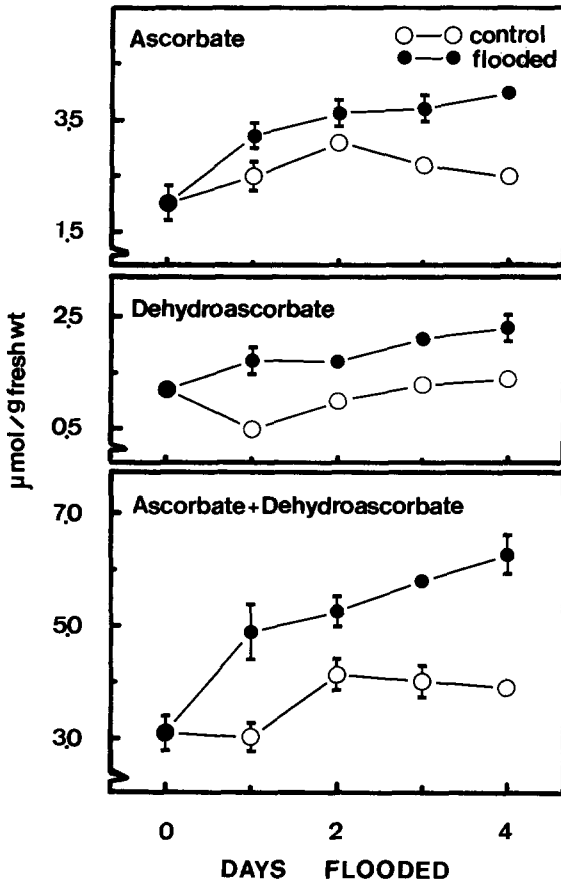 Ascorbate
control
flooded
3,5
1,5
Dehydroascorbate
2,5
0,5
µmol/g fresh wt
Ascorbate+Dehydroascorbate
7,0
5,0
3,0
0 2 4
DAYS FLOODED